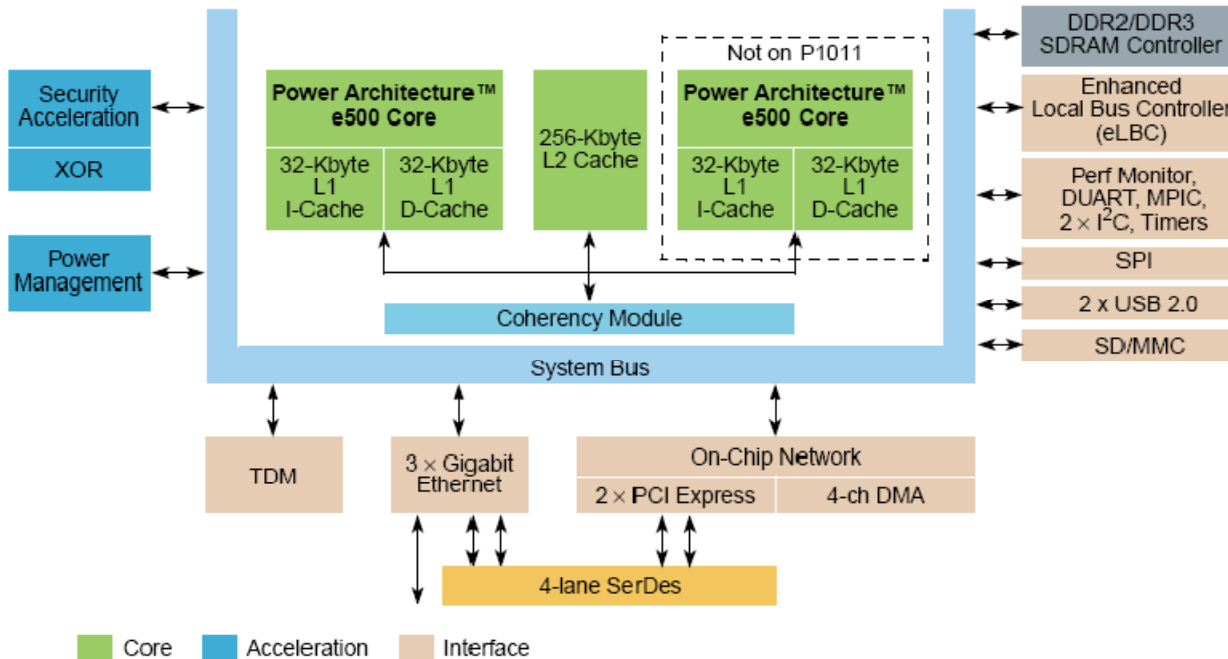 DDR2/DDR3
SDRAM Controller
Not on P1011
Security
Acceleration
XOR
Power Architecture™
e500 Core
32-Kbyte
L1
I-Cache
32-Kbyte
L1
D-Cache
256-Kbyte
L2 Cache
Power Architecture™
e500 Core
32-Kbyte
L1
I-Cache
32-Kbyte
L1
D-Cache
Enhanced
Local Bus Controller
(eLBC)
Perf Monitor,
DUART, MPIC,
2 × I²C, Timers
Power
Management
SPI
2 x USB 2.0
SD/MMC
Coherency Module
System Bus
TDM
3 × Gigabit
Ethernet
On-Chip Network
2 × PCI Express
4-ch DMA
4-lane SerDes
Core
Acceleration
Interface